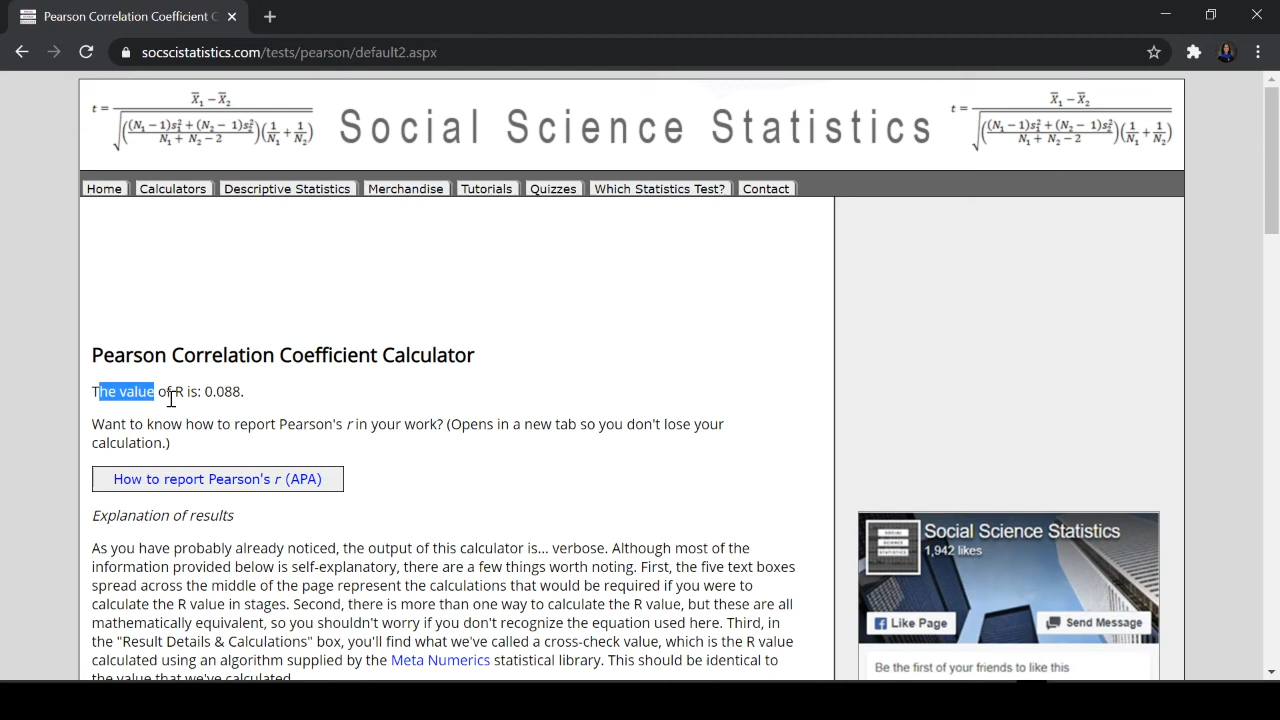 Pearson Correlation Coefficient C
socscistatistics.com/tests/pearson/default2.aspx
Social Science Statistics
Home Calculators Descriptive Statistics Merchandise Tutorials Quizzes Which Statistics Test? Contact
Pearson Correlation Coefficient Calculator
The value of R is: 0.088.
Want to know how to report Pearson's r in your work? (Opens in a new tab so you don't lose your
calculation.)
How to report Pearson's r (APA)
Explanation of results
As you have probably already noticed, the output of this calculator is... verbose. Although most of the
information provided below is self-explanatory, there are a few things worth noting. First, the five text boxes
spread across the middle of the page represent the calculations that would be required if you were to
calculate the R value in stages. Second, there is more than one way to calculate the R value, but these are all
mathematically equivalent, so you shouldn't worry if you don't recognize the equation used here. Third, in
the "Result Details & Calculations" box, you'll find what we've called a cross-check value, which is the R value
calculated using an algorithm supplied by the Meta Numerics statistical library. This should be identical to
the value that we've calculated
Social Science Statistics
1,942 likes
Like Page
Send Message
Be the first of your friends to like this